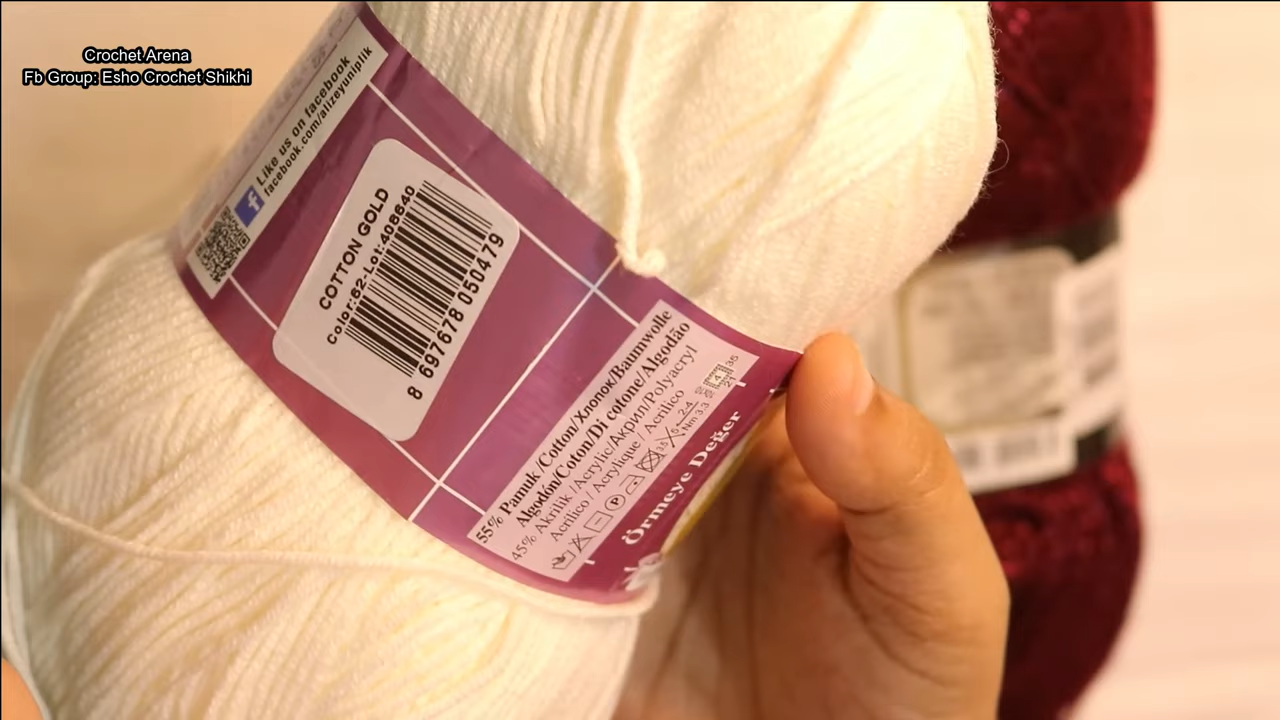 Crochet Arena
Fb Group: Esho Crochet Shikhi
Like us on facebook
facebook.com/alizeyuniplik
COTTON GOLD
Color:62-Lot:408640
8 697678 050479
55% Pamuk /Cotton/Хлопок/Baumwolle
Algodón/Coton/Di cotone/Algodão
45% Akrilik /Acrylic/Акрил/Polyacryl
Acrilico / Acrylique / Acrílico
Örmeye Değer